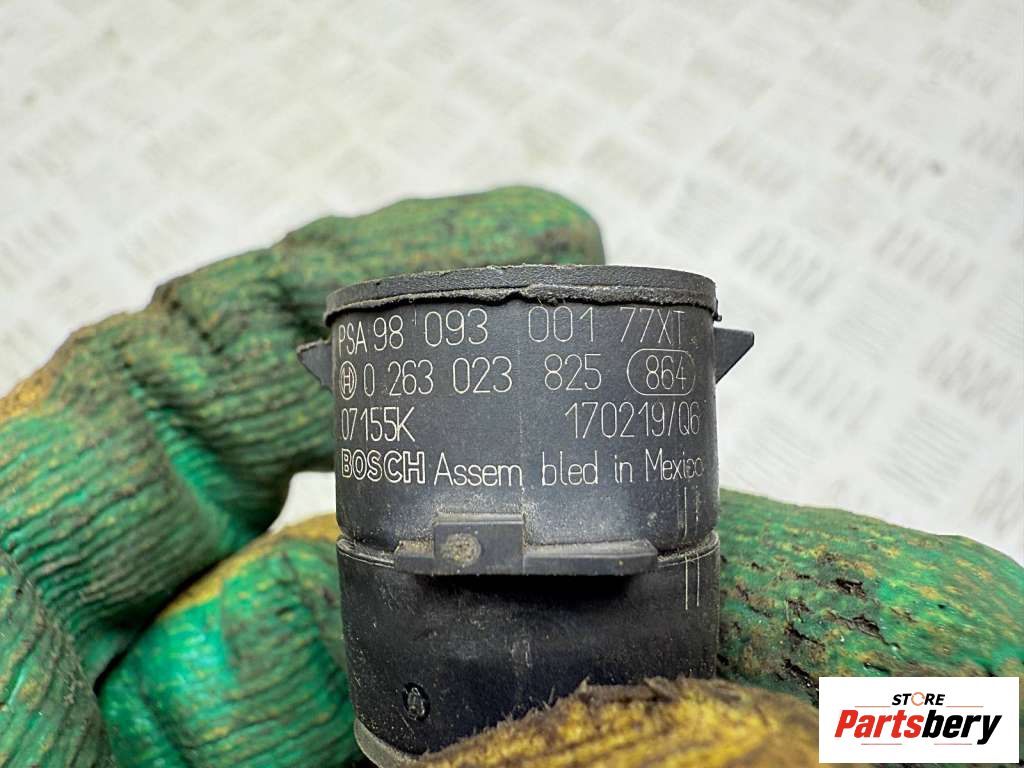 PSA 98 093 001 77XT
0 263 023 825 864
07155K 170219/Q6
BOSCH Assem bled in Mexico
STORE
Partsbery